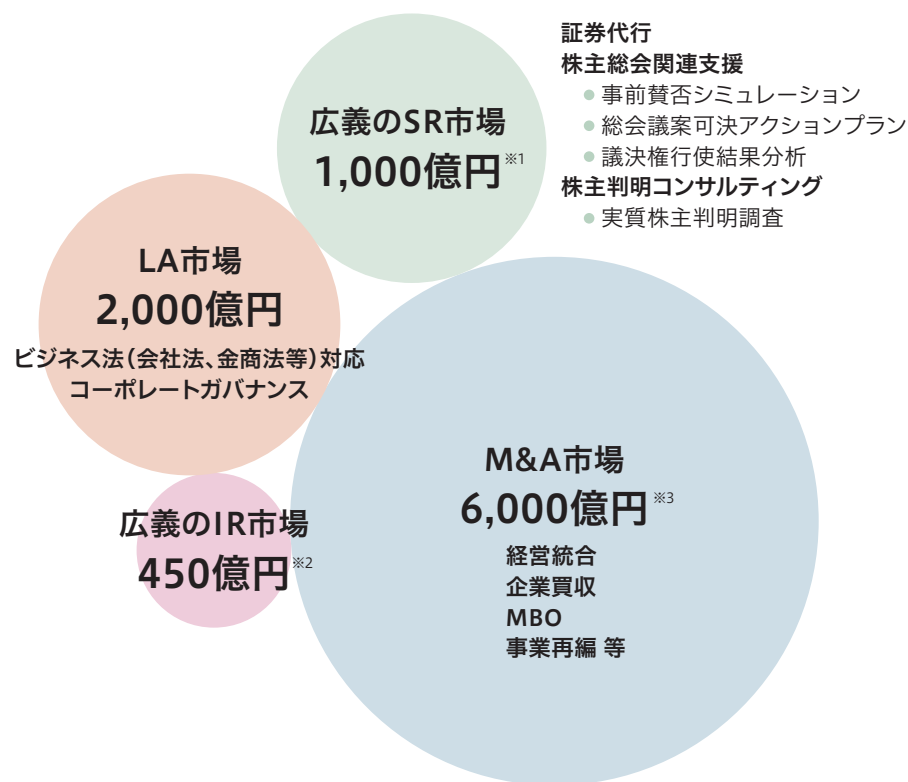 広義のSR市場
1,000億円※1
証券代行
株主総会関連支援
● 事前賛否シミュレーション
● 総会議案可決アクションプラン
● 議決権行使結果分析
株主判明コンサルティング
● 実質株主判明調査
LA市場
2,000億円
ビジネス法（会社法、金商法等）対応
コーポレートガバナンス
広義のIR市場
450億円※2
M&A市場
6,000億円※3
経営統合
企業買収
MBO
事業再編 等